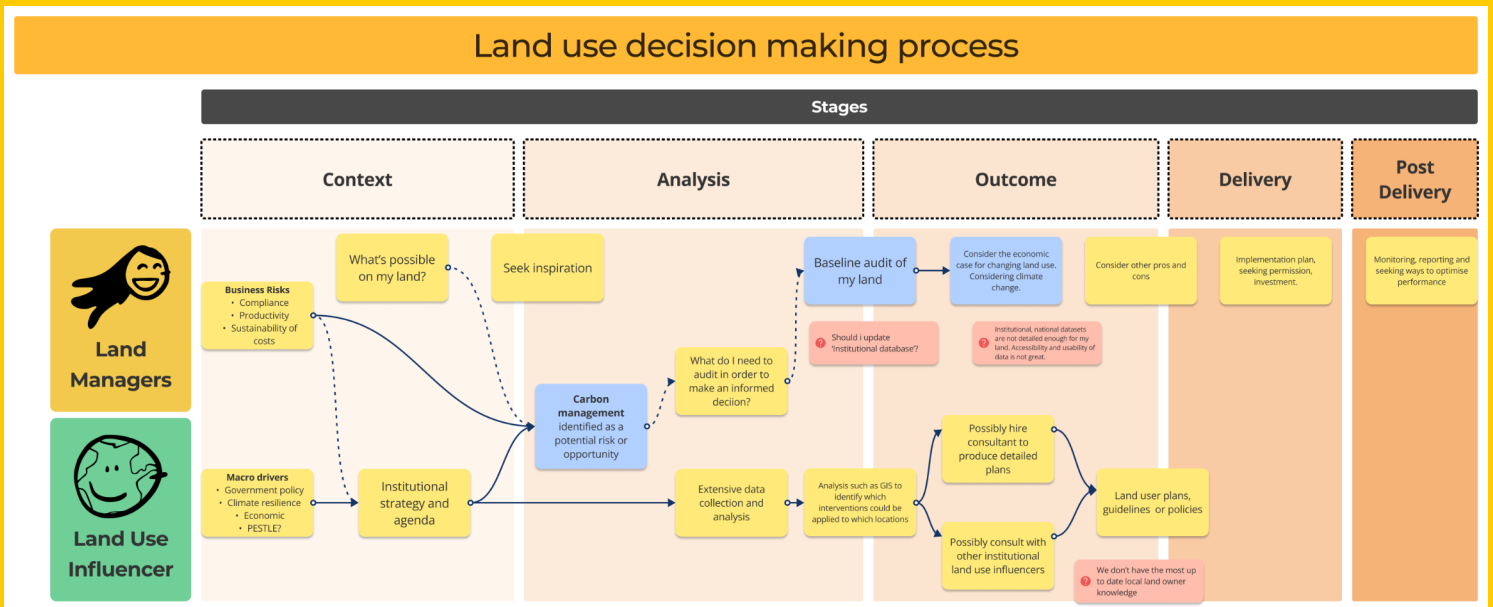 Land use decision making process
Stages
Context
Analysis
Outcome
Delivery
Post
Delivery
Land
Managers
Business Risks
• Compliance
• Productivity
• Sustainability of
costs
What's possible
on my land?
Seek inspiration
Baseline audit of
my land
Consider the economic
case for changing land use.
Considering climate
change.
Consider other pros and
cons
Implementation plan,
seeking permission,
investment.
Monitoring, reporting and
seeking ways to optimise
performance
Should i update
'institutional database'?
Institutional, national datasets
are not detailed enough for my
land. Accessibility and usability of
data is not great.
What do I need to
audit in order to
make an informed
deciion?
Carbon
management
identified as a
potential risk or
opportunity
Land Use
Influencer
Macro drivers
• Government policy
• Climate resilience
• Economic
• PESTLE?
Institutional
strategy and
agenda
Extensive data
collection and
analysis
Analysis such as GIS to
identify which
interventions could be
applied to which locations
Possibly hire
consultant to
produce detailed
plans
Possibly consult with
other institutional
land use influencers
Land user plans,
guidelines or policies
We don't have the most up
to date local land owner
knowledge